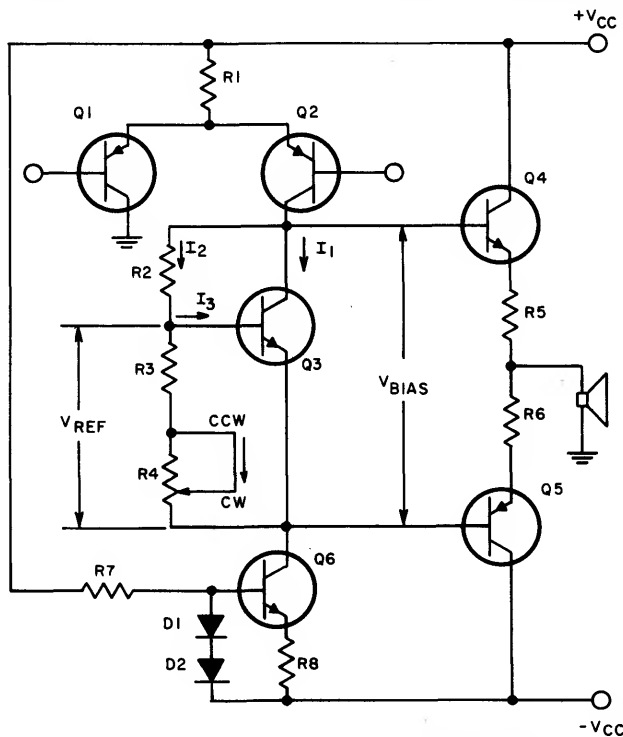 +VCC
R1
Q1
Q2
Q4
I2
I1
R2
I3
R5
Q3
R3
VBIAS
VREF
R6
CCW
R4
CW
Q5
Q6
R7
D1
D2
R8
-VCC